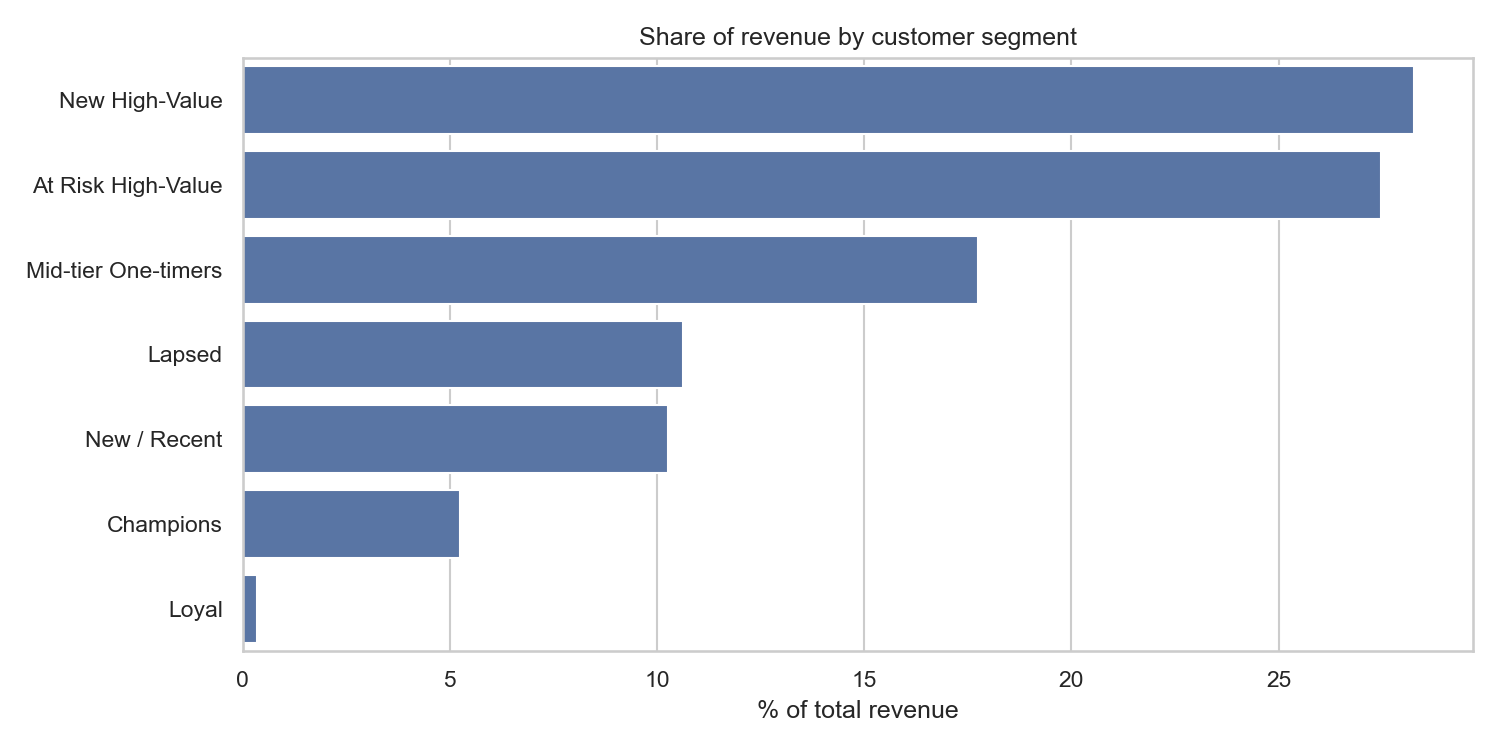 Share of revenue by customer segment
New High-Value
At Risk High-Value
Mid-tier One-timers
Lapsed
New / Recent
Champions
Loyal
0 5 10 15 20 25
% of total revenue